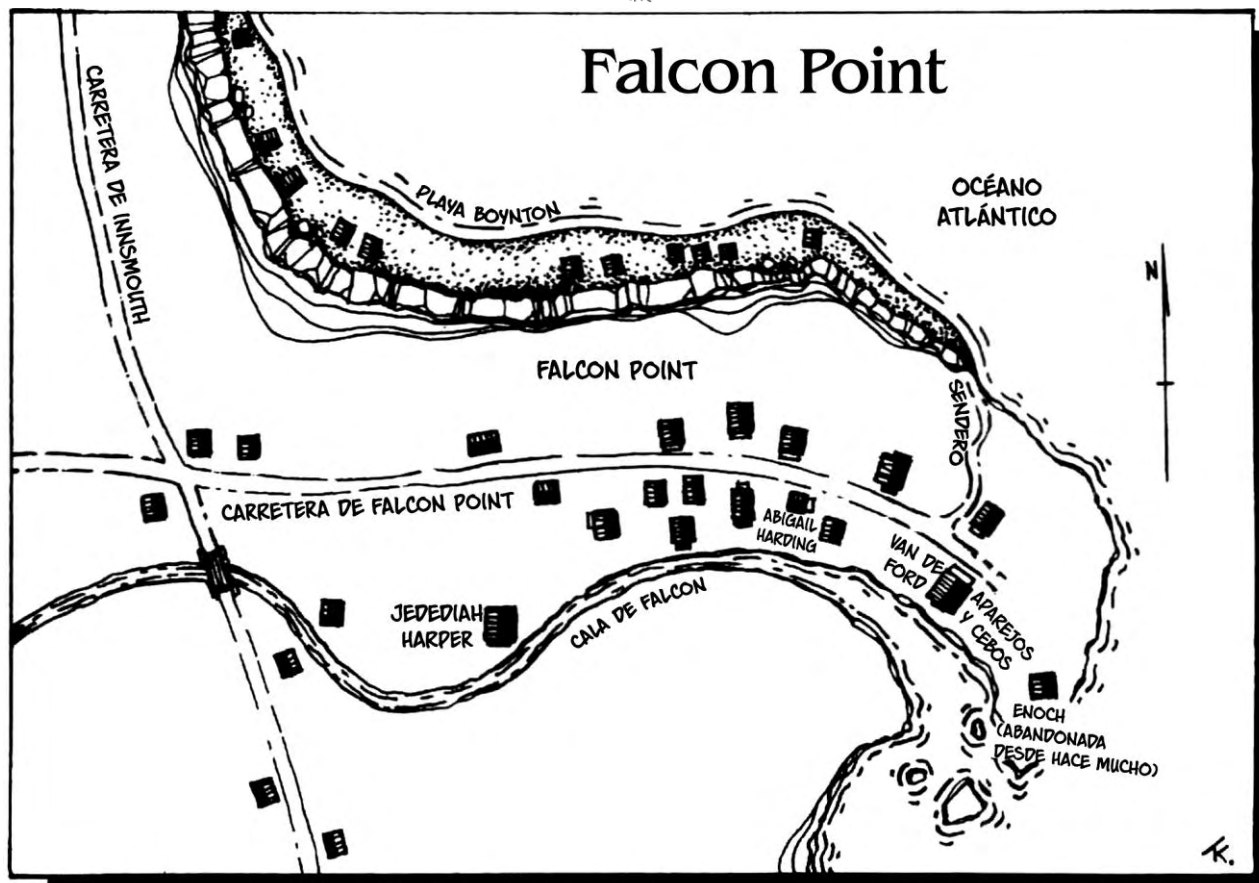 Falcon Point
CARRETERA DE INNSMOUTH
PLAYA BOYNTON
OCÉANO
ATLÁNTICO
N
FALCON POINT
SENDERO
CARRETERA DE FALCON POINT
ABIGAIL
HARDING
VAN DE
FORD
APAREJOS
Y CEBOS
JEDEDIAH
HARPER
CALA DE FALCON
ENOCH
(ABANDONADA
DESDE HACE MUCHO)